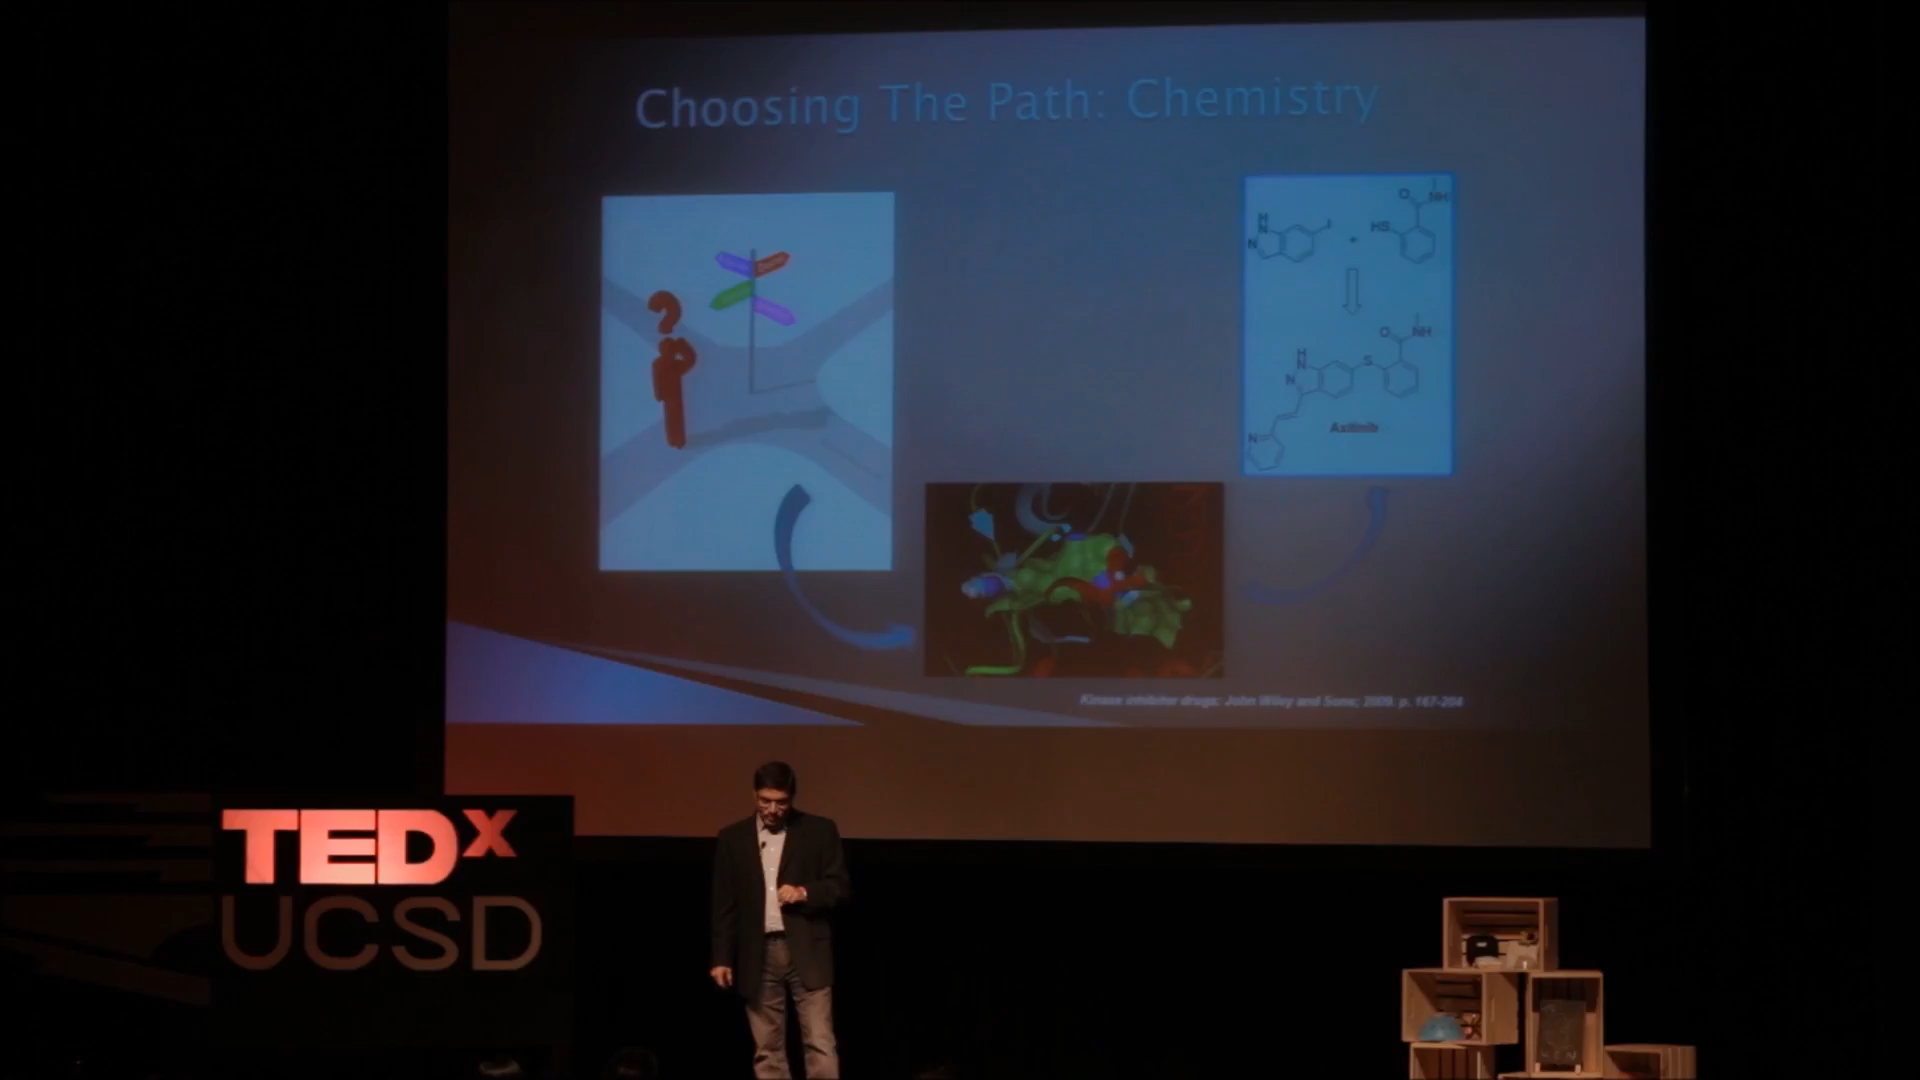 Choosing The Path: Chemistry
O
NH
H
N
N
I
+
HS
O
NH
H
N
N
S
N
Axitinib
Kinase inhibitor drugs; John Wiley and Sons; 2009. p. 167-204
TEDx
UCSD